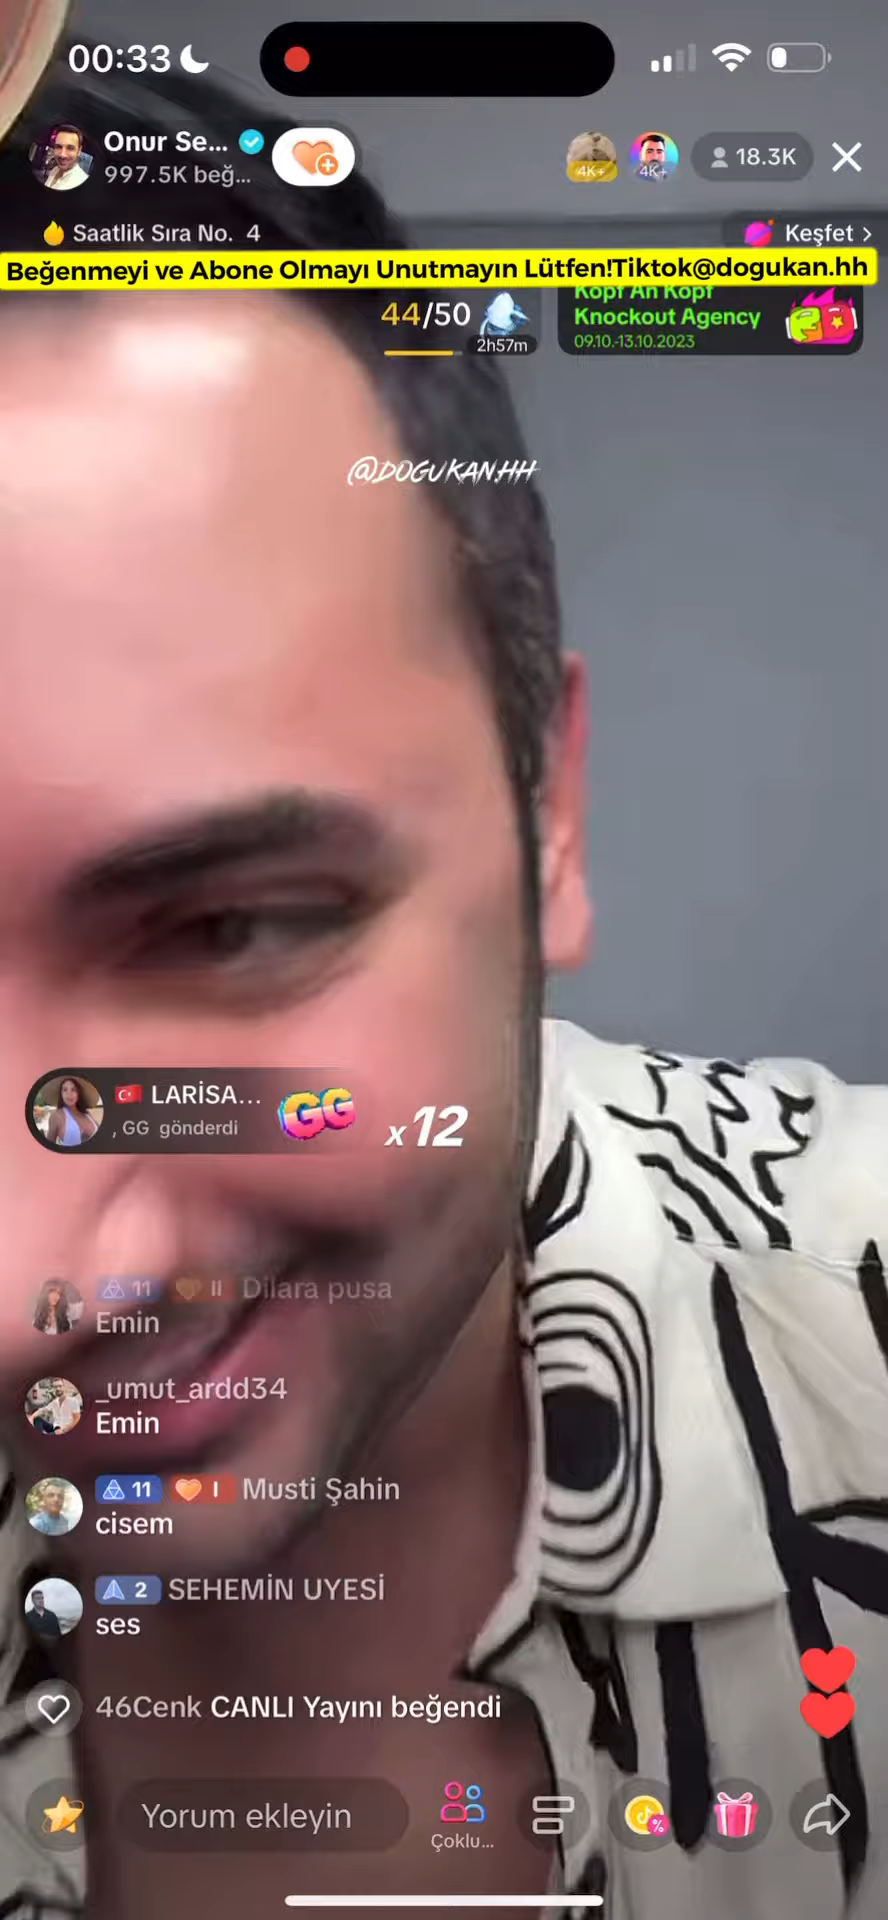 00:33
Onur Se...
997.5K beğ...
4K+
4K+
18.3K
Saatlik Sıra No. 4
Keşfet >
Beğenmeyi ve Abone Olmayı Unutmayın Lütfen!Tiktok@dogukan.hh
44/50
2h57m
Kopf An Kopf
Knockout Agency
09.10.-13.10.2023
@DOGUKAN.HH
LARİSA...
, GG gönderdi
GG
x12
11 II Dilara pusa
Emin
_umut_ardd34
Emin
11 I Musti Şahin
cisem
2 SEHEMİN UYESİ
ses
46Cenk CANLI Yayını beğendi
Yorum ekleyin
Çoklu...